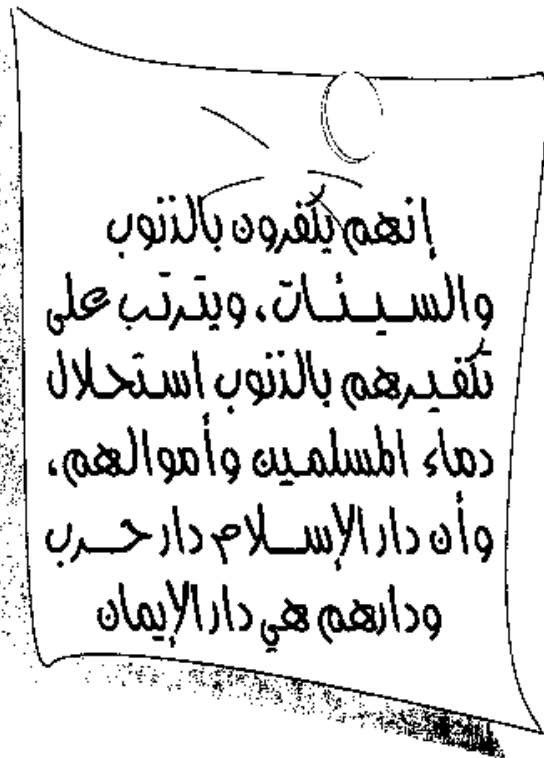 إنهم يكفرون بالذنوب
والسيئات، ويترتب على
تكفيرهم بالذنوب استحلال
دماء المسلمين وأموالهم،
وأن دار الإسلام دار حرب
ودارهم هي دار الإيمان